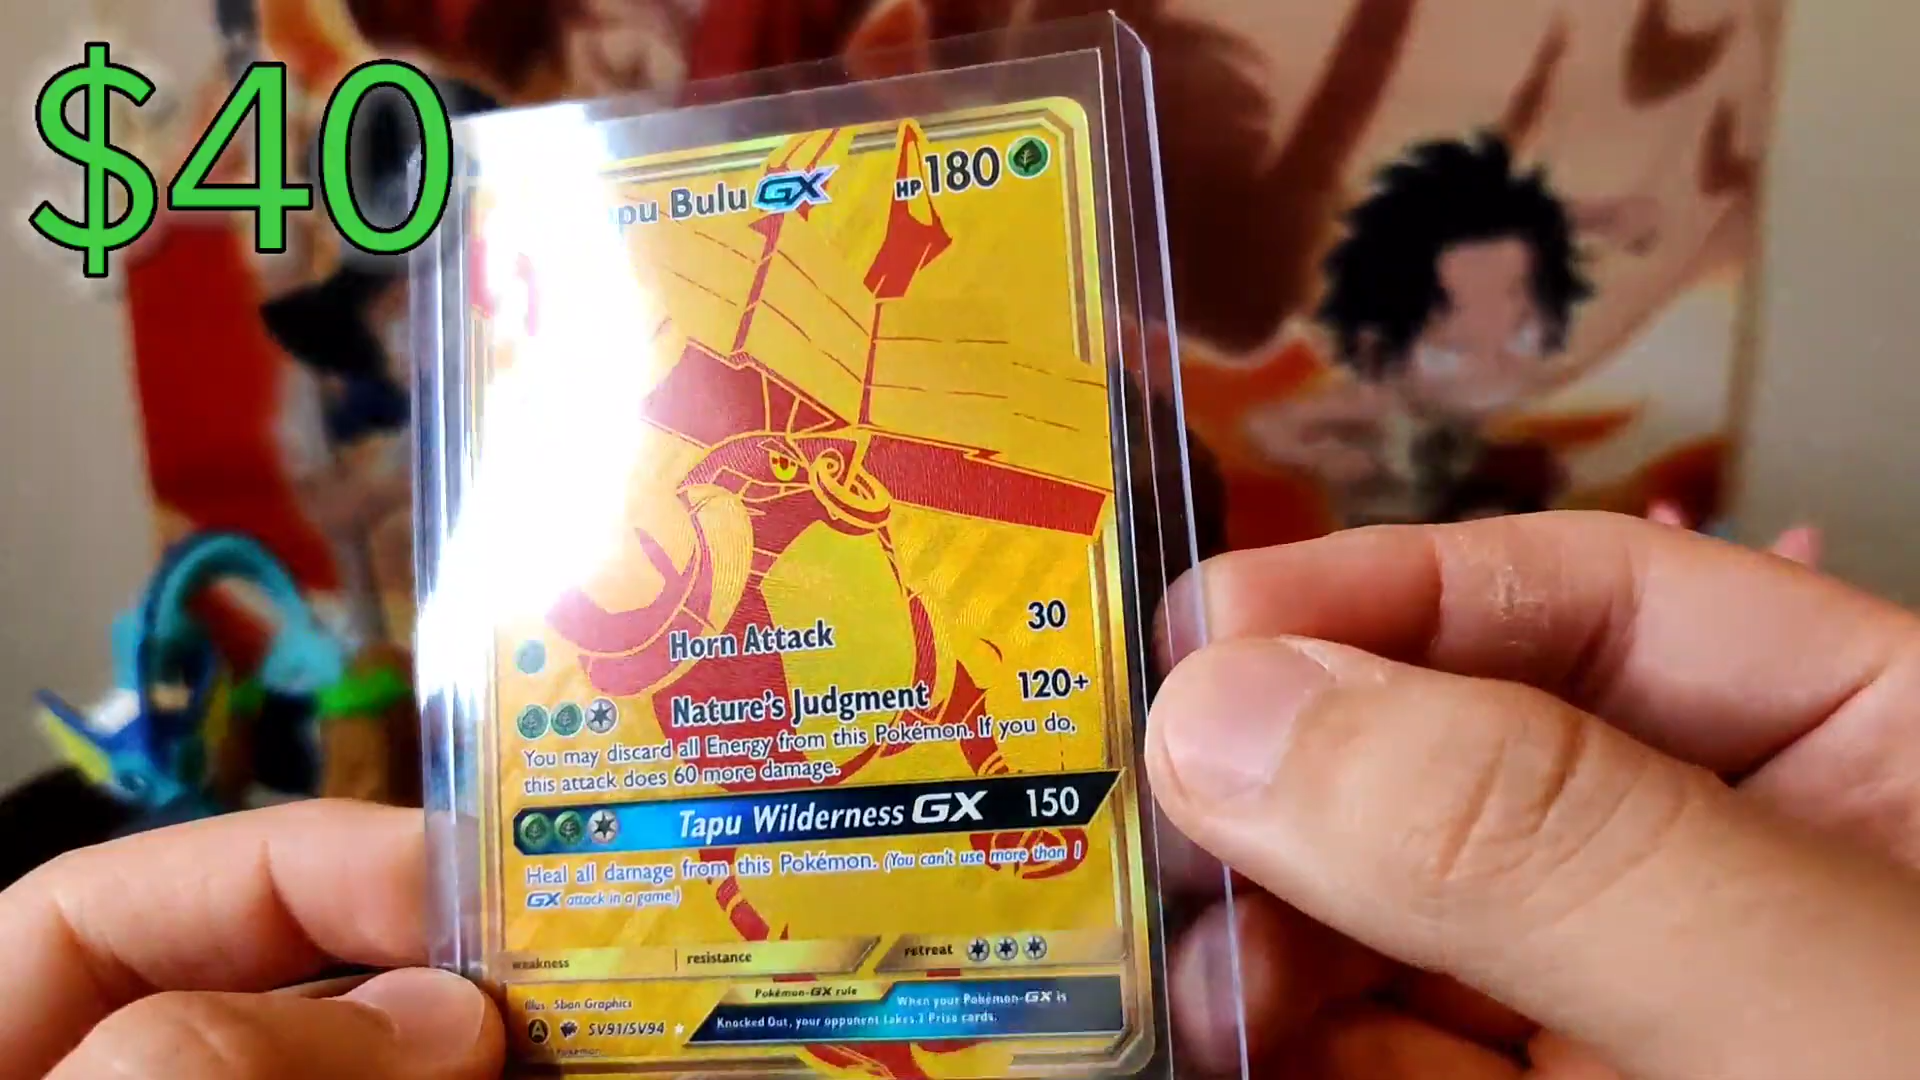 $40
pu Bulu GX HP 180
Horn Attack 30
Nature's Judgment 120+
You may discard all Energy from this Pokémon. If you do,
this attack does 60 more damage.
Tapu Wilderness GX 150
Heal all damage from this Pokémon. (You can't use more than 1
GX attack in a game.)
weakness resistance retreat
Illus. 5ban Graphics
Pokémon-GX rule
When your Pokémon-GX is
Knocked Out, your opponent takes 2 Prize cards.
A SV91/SV94
Pokémon